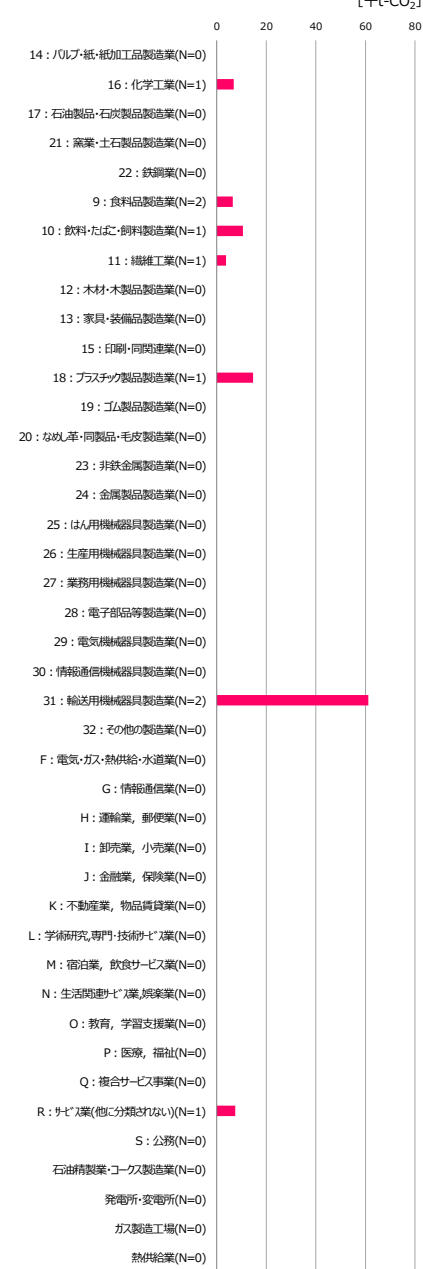 [千t-CO₂]
0 20 40 60 80
14：パルプ・紙・紙加工品製造業(N=0)
16：化学工業(N=1)
17：石油製品・石炭製品製造業(N=0)
21：窯業・土石製品製造業(N=0)
22：鉄鋼業(N=0)
9：食料品製造業(N=2)
10：飲料・たばこ・飼料製造業(N=1)
11：繊維工業(N=1)
12：木材・木製品製造業(N=0)
13：家具・装備品製造業(N=0)
15：印刷・同関連業(N=0)
18：プラスチック製品製造業(N=1)
19：ゴム製品製造業(N=0)
20：なめし革・同製品・毛皮製造業(N=0)
23：非鉄金属製造業(N=0)
24：金属製品製造業(N=0)
25：はん用機械器具製造業(N=0)
26：生産用機械器具製造業(N=0)
27：業務用機械器具製造業(N=0)
28：電子部品等製造業(N=0)
29：電気機械器具製造業(N=0)
30：情報通信機械器具製造業(N=0)
31：輸送用機械器具製造業(N=2)
32：その他の製造業(N=0)
F：電気・ガス・熱供給・水道業(N=0)
G：情報通信業(N=0)
H：運輸業，郵便業(N=0)
I：卸売業，小売業(N=0)
J：金融業，保険業(N=0)
K：不動産業，物品賃貸業(N=0)
L：学術研究,専門・技術ｻｰﾋﾞｽ業(N=0)
M：宿泊業，飲食サービス業(N=0)
N：生活関連ｻｰﾋﾞｽ業,娯楽業(N=0)
O：教育，学習支援業(N=0)
P：医療，福祉(N=0)
Q：複合サービス事業(N=0)
R：ｻｰﾋﾞｽ業(他に分類されない)(N=1)
S：公務(N=0)
石油精製業・コークス製造業(N=0)
発電所・変電所(N=0)
ガス製造工場(N=0)
熱供給業(N=0)